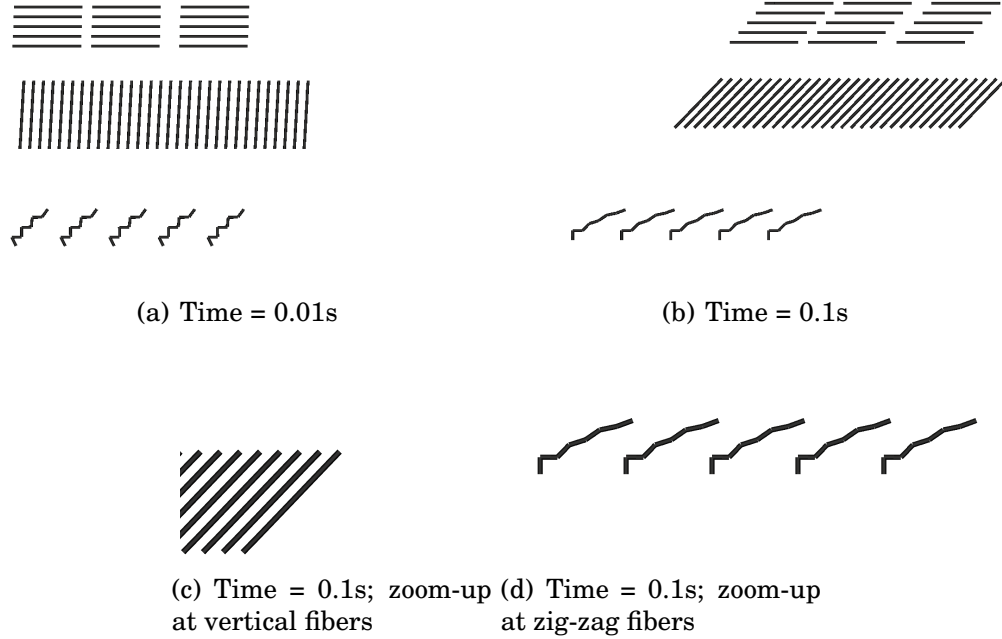 (a) Time = 0.01s
(b) Time = 0.1s
(c) Time = 0.1s; zoom-up
at vertical fibers
(d) Time = 0.1s; zoom-up
at zig-zag fibers